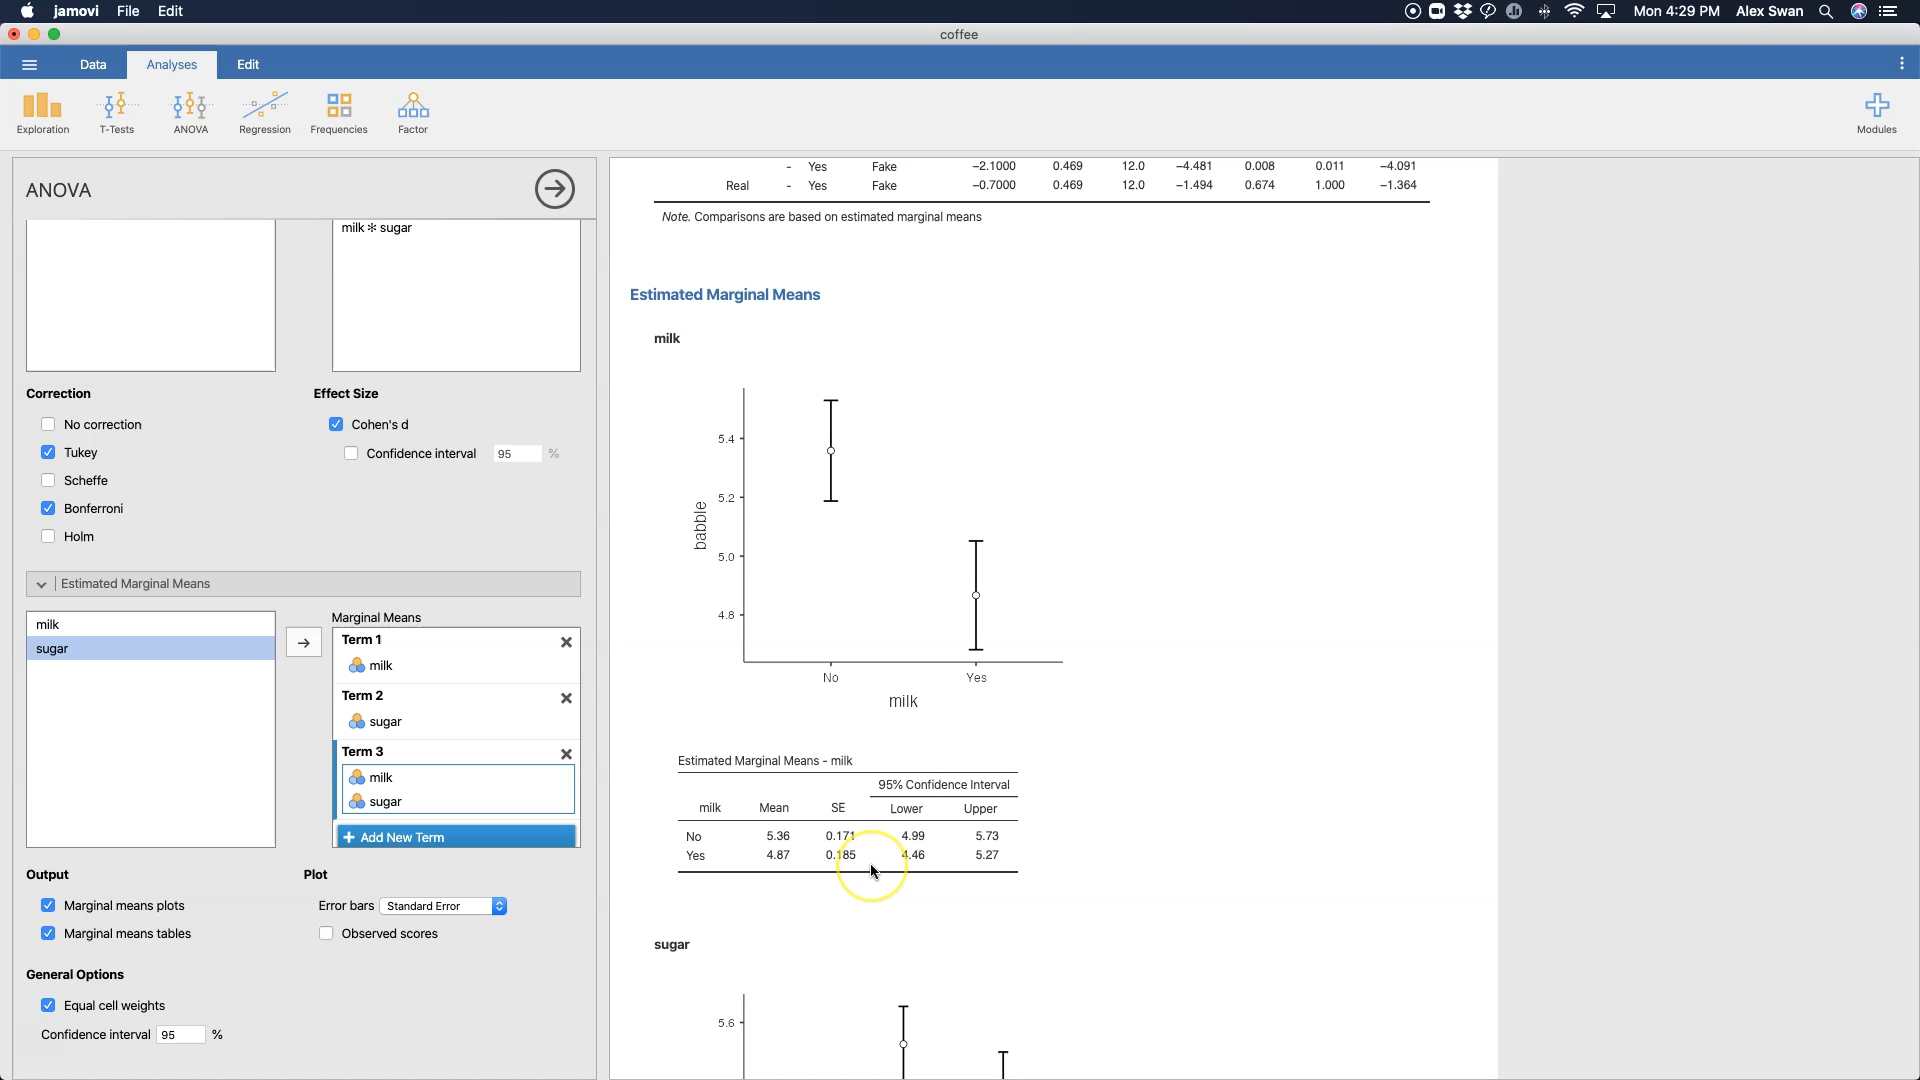 jamovi File Edit Mon 4:29 PM Alex Swan
coffee
Data Analyses Edit
Exploration T-Tests ANOVA Regression Frequencies Factor Modules
ANOVA
milk ✻ sugar
Correction
No correction
Tukey
Scheffe
Bonferroni
Holm
Effect Size
Cohen's d
Confidence interval 95 %
Estimated Marginal Means
milk
sugar
Marginal Means
Term 1
milk
Term 2
sugar
Term 3
milk
sugar
+ Add New Term
Output
Marginal means plots
Marginal means tables
Plot
Error bars Standard Error
Observed scores
General Options
Equal cell weights
Confidence interval 95 %
- Yes Fake −2.1000 0.469 12.0 −4.481 0.008 0.011 −4.091
Real - Yes Fake −0.7000 0.469 12.0 −1.494 0.674 1.000 −1.364
Note. Comparisons are based on estimated marginal means
Estimated Marginal Means
milk
5.4
5.2
5.0
4.8
babble
No Yes
milk
Estimated Marginal Means - milk
95% Confidence Interval
milk Mean SE Lower Upper
No 5.36 0.171 4.99 5.73
Yes 4.87 0.185 4.46 5.27
sugar
5.6